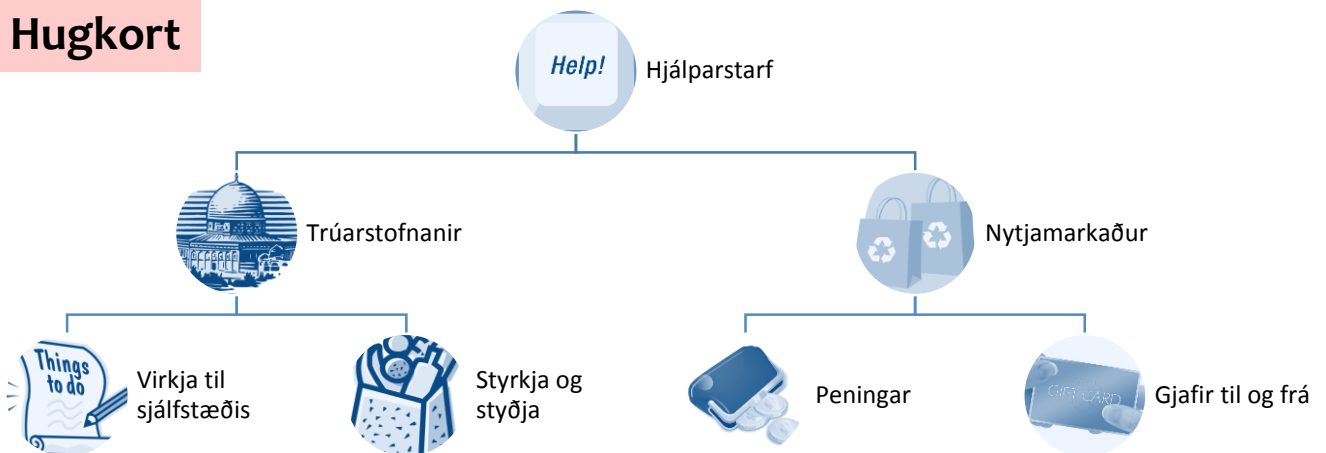 Hugkort
Help!
Hjálparstarf
Trúarstofnanir
Nytjamarkaður
Things
to do
Virkja til
sjálfstæðis
Styrkja og
styðja
Peningar
GIFT CARD
Gjafir til og frá